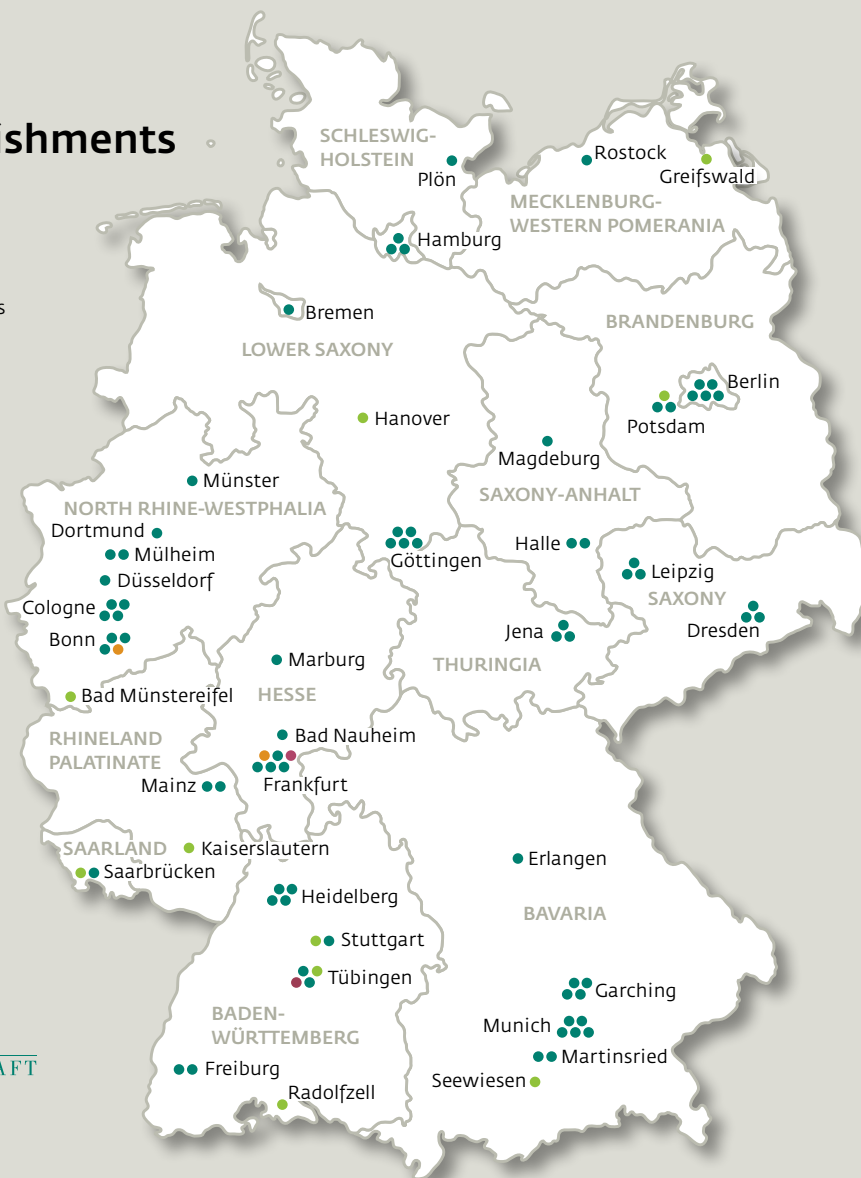 ishments
SCHLESWIG-
HOLSTEIN
Plön
Rostock
Greifswald
MECKLENBURG-
WESTERN POMERANIA
Hamburg
s
Bremen
BRANDENBURG
LOWER SAXONY
Berlin
Hanover
Potsdam
Magdeburg
Münster
SAXONY-ANHALT
NORTH RHINE-WESTPHALIA
Dortmund
Mülheim
Halle
Göttingen
Leipzig
Düsseldorf
SAXONY
Cologne
Jena
Dresden
Bonn
Marburg
THURINGIA
Bad Münstereifel
HESSE
RHINELAND
PALATINATE
Bad Nauheim
Mainz
Frankfurt
SAARLAND
Kaiserslautern
Saarbrücken
Erlangen
Heidelberg
BAVARIA
Stuttgart
Tübingen
Garching
BADEN-
WÜRTTEMBERG
Munich
Martinsried
AFT
Freiburg
Seewiesen
Radolfzell